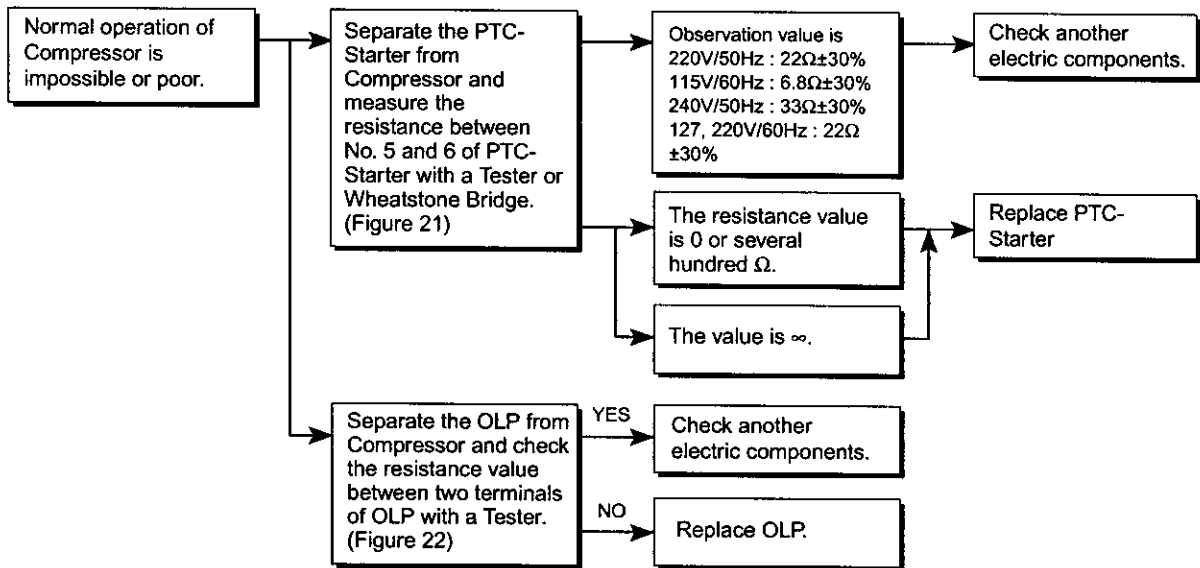 Normal operation of
Compressor is
impossible or poor.
Separate the PTC-
Starter from
Compressor and
measure the
resistance between
No. 5 and 6 of PTC-
Starter with a Tester or
Wheatstone Bridge.
(Figure 21)
Observation value is
220V/50Hz : 22Ω±30%
115V/60Hz : 6.8Ω±30%
240V/50Hz : 33Ω±30%
127, 220V/60Hz : 22Ω
±30%
Check another
electric components.
The resistance value
is 0 or several
hundred Ω.
The value is ∞.
Replace PTC-
Starter
Separate the OLP from
Compressor and check
the resistance value
between two terminals
of OLP with a Tester.
(Figure 22)
YES
Check another
electric components.
NO
Replace OLP.